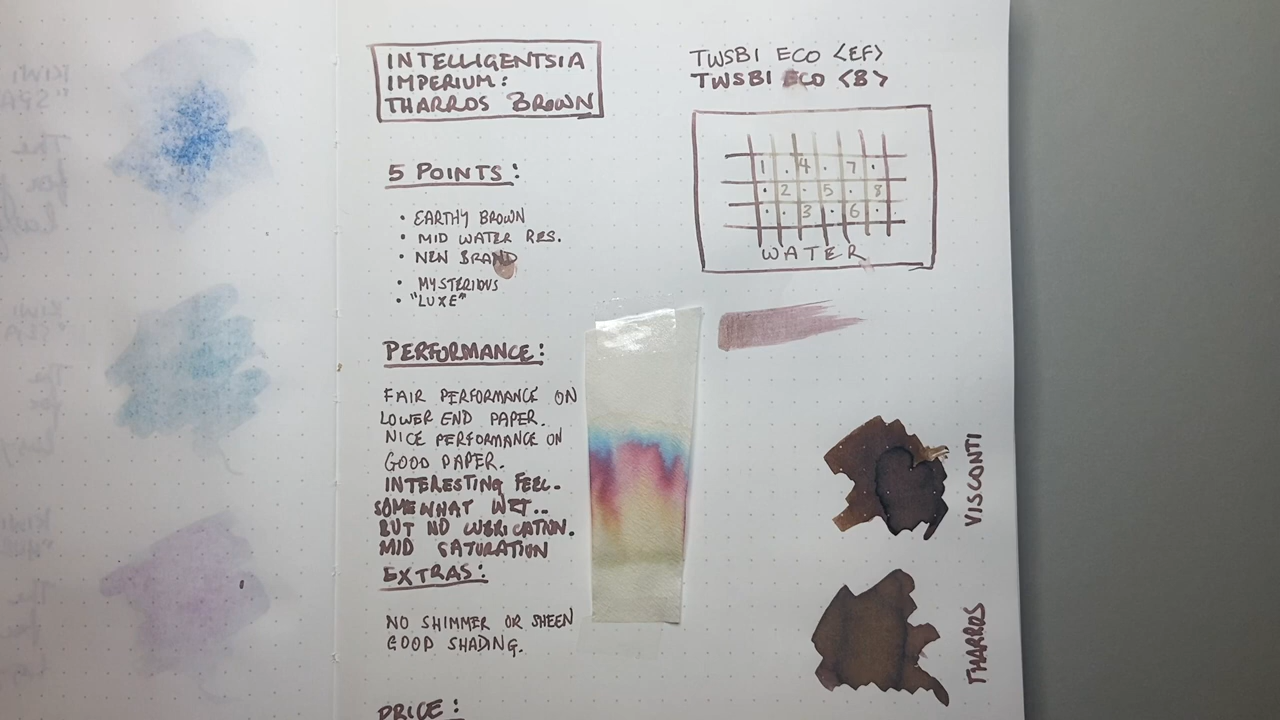 INTELLIGENTSIA
IMPERIUM:
THARROS BROWN
TWSBI ECO <EF>
TWSBI ECO <B>
5 POINTS:
• EARTHY BROWN
• MID WATER RES.
• NEW BRAND
• MYSTERIOUS
• "LUXE"
1 . 4 . 7 .
. 2 . 5 . 8
. . 3 . 6 .
WATER
PERFORMANCE:
FAIR PERFORMANCE ON
LOWER END PAPER.
NICE PERFORMANCE ON
GOOD PAPER.
INTERESTING FEEL.
SOMEWHAT WET..
BUT NO LUBRICATION.
MID SATURATION
EXTRAS:
NO SHIMMER OR SHEEN
GOOD SHADING.
PRICE:
VISCONTI
THARROS